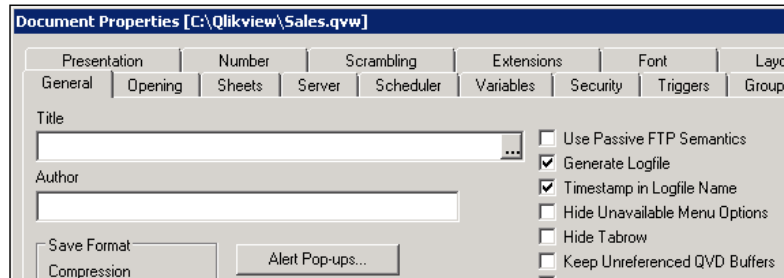 Document Properties [C:\Qlikview\Sales.qvw]
Presentation Number Scrambling Extensions Font
General Opening Sheets Server Scheduler Variables Security Triggers
Title
...
Use Passive FTP Semantics
Generate Logfile
Author
Timestamp in Logfile Name
Hide Unavailable Menu Options
Hide Tabrow
Save Format
Alert Pop-ups...
Keep Unreferenced QVD Buffers
Compression